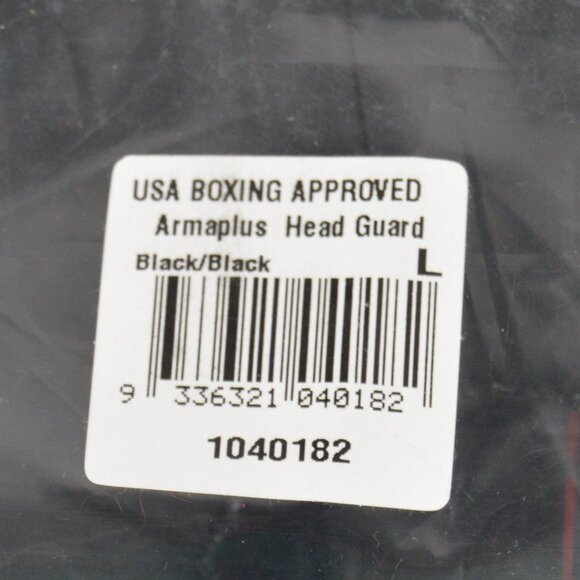 USA BOXING APPROVED
Armaplus Head Guard
Black/Black L
9 336321 040182
1040182